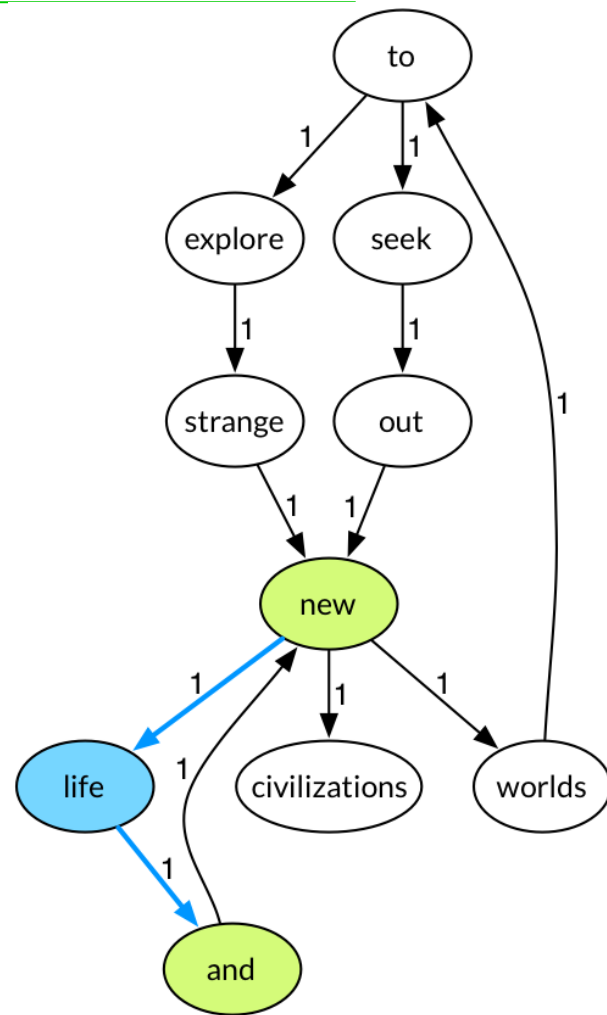 to
1
1
explore
seek
1
1
strange
out
1
1
new
1
1
1
1
1
life
civilizations
worlds
1
and